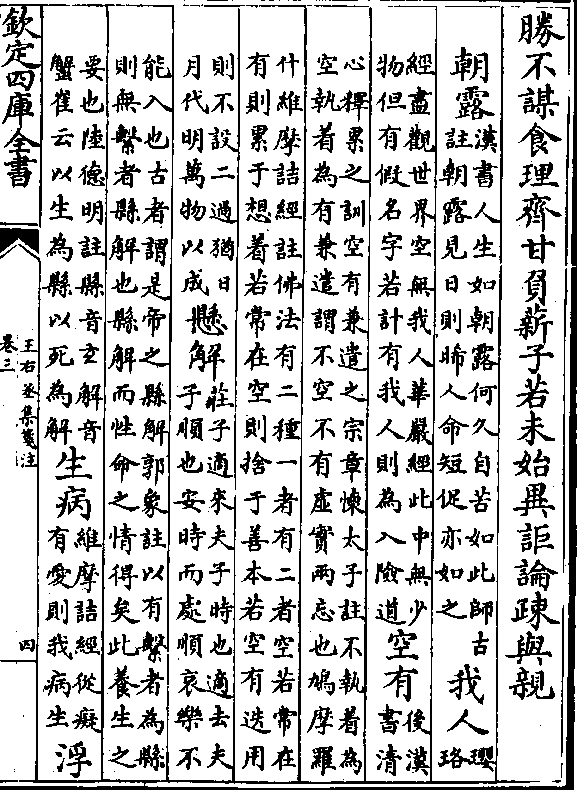 勝不謀食理齊甘負薪子若未始異詎論疎與親
朝露
漢書人生如朝露何久自苦如此師古
註朝露見日則晞人命短促亦如之
我人
瓔
珞
經盡觀世界空無我人華嚴經此中無少
物但有假名字若計有我人則為入險道
空有
後漢
書清
心釋累之訓空有兼遣之宗章懷太子註不執着為
空執着為有兼遣謂不空不有虛實兩忘也鳩摩羅
什維摩詰經註佛法有二種一者有二者空若常在
有則累于想着若常在空則捨于善本若空有迭用
則不設二過猶日
月代明萬物以成
懸解
莊子適來夫子時也適去夫
子順也安時而處順哀樂不
能入也古者謂是帝之縣解郭象註以有繫者為縣
則無繫者縣解也縣解而性命之情得矣此養生之
要也陸德明註縣音玄解音
蟹崔云以生為縣以死為解
生病
維摩詰經從癡
有愛則我病生
浮
欽定四庫全書
王右丞集箋注
卷三
四